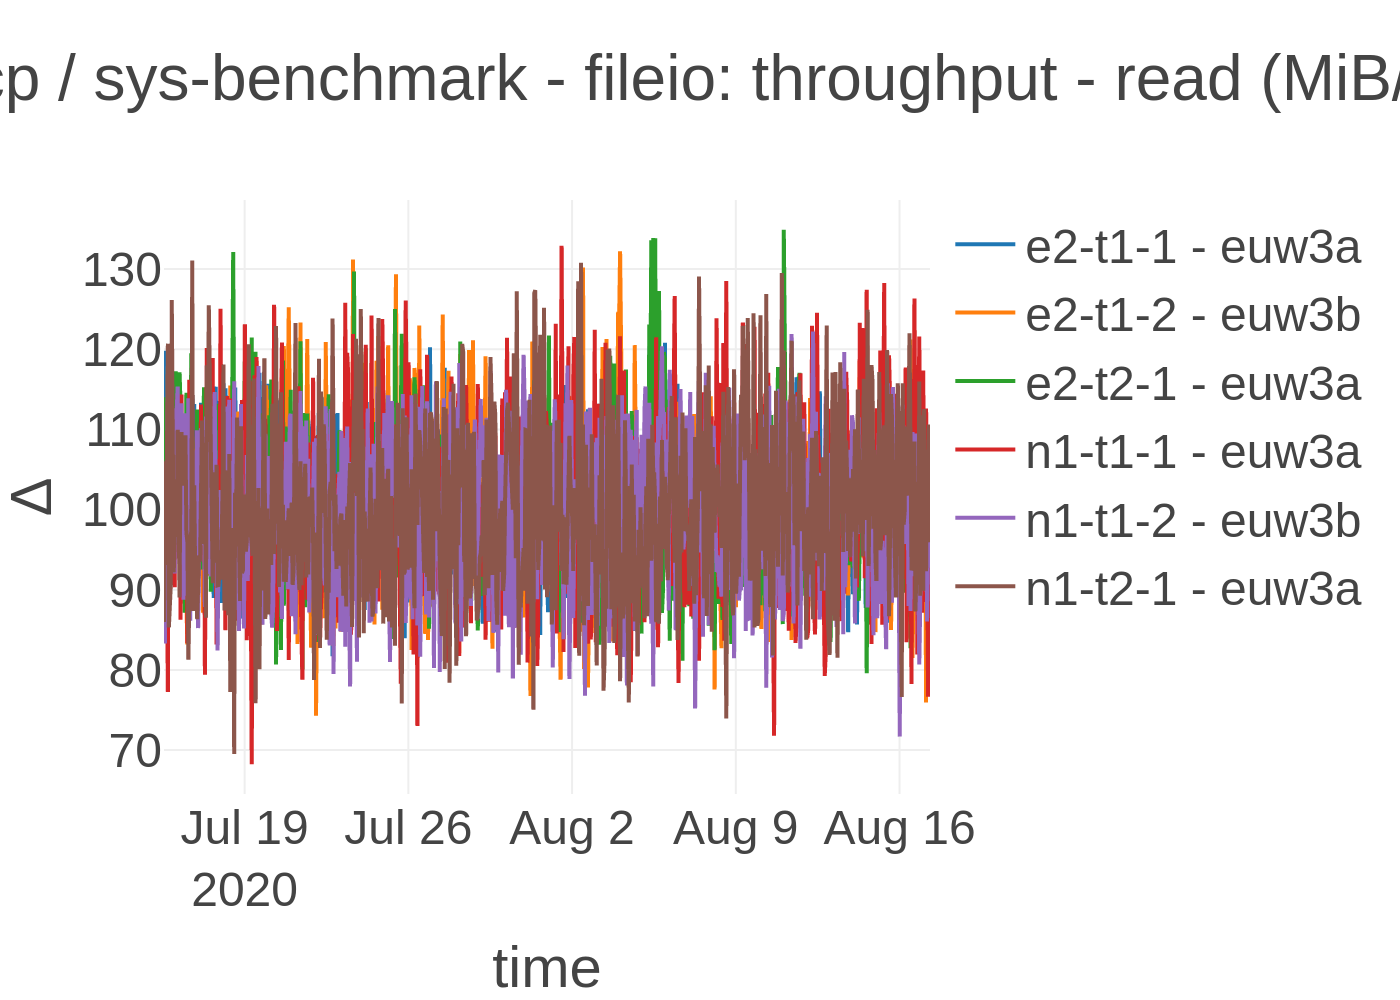 cp / sys-benchmark - fileio: throughput - read (MiB/
130
120
110
100
90
80
70
Δ
Jul 19
2020
Jul 26
Aug 2
Aug 9
Aug 16
time
e2-t1-1 - euw3a
e2-t1-2 - euw3b
e2-t2-1 - euw3a
n1-t1-1 - euw3a
n1-t1-2 - euw3b
n1-t2-1 - euw3a